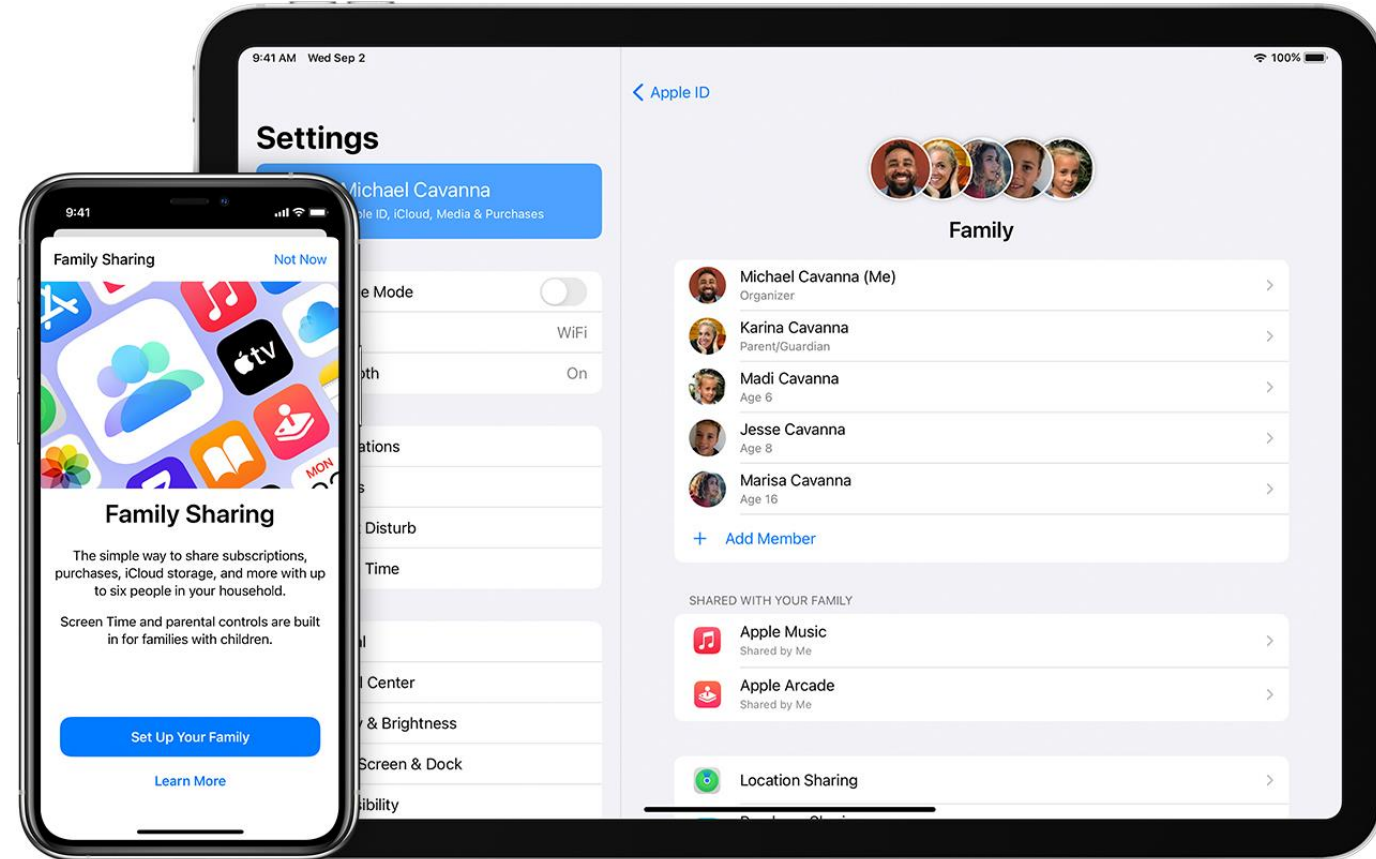 9:41
Family Sharing
Not Now
tv
MON
Family Sharing
The simple way to share subscriptions,
purchases, iCloud storage, and more with up
to six people in your household.
Screen Time and parental controls are built
in for families with children.
Set Up Your Family
Learn More
9:41 AM Wed Sep 2
100%
Settings
Michael Cavanna
ple ID, iCloud, Media & Purchases
e Mode
WiFi
oth
On
ations
s
Disturb
Time
l
l Center
y & Brightness
Screen & Dock
sibility
Apple ID
Family
Michael Cavanna (Me)
Organizer
Karina Cavanna
Parent/Guardian
Madi Cavanna
Age 6
Jesse Cavanna
Age 8
Marisa Cavanna
Age 16
+ Add Member
SHARED WITH YOUR FAMILY
Apple Music
Shared by Me
Apple Arcade
Shared by Me
Location Sharing